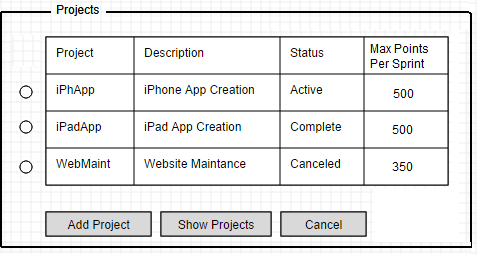 Projects
Project Description Status Max Points
Per Sprint
iPhApp iPhone App Creation Active 500
iPadApp iPad App Creation Complete 500
WebMaint Website Maintance Canceled 350
Add Project Show Projects Cancel